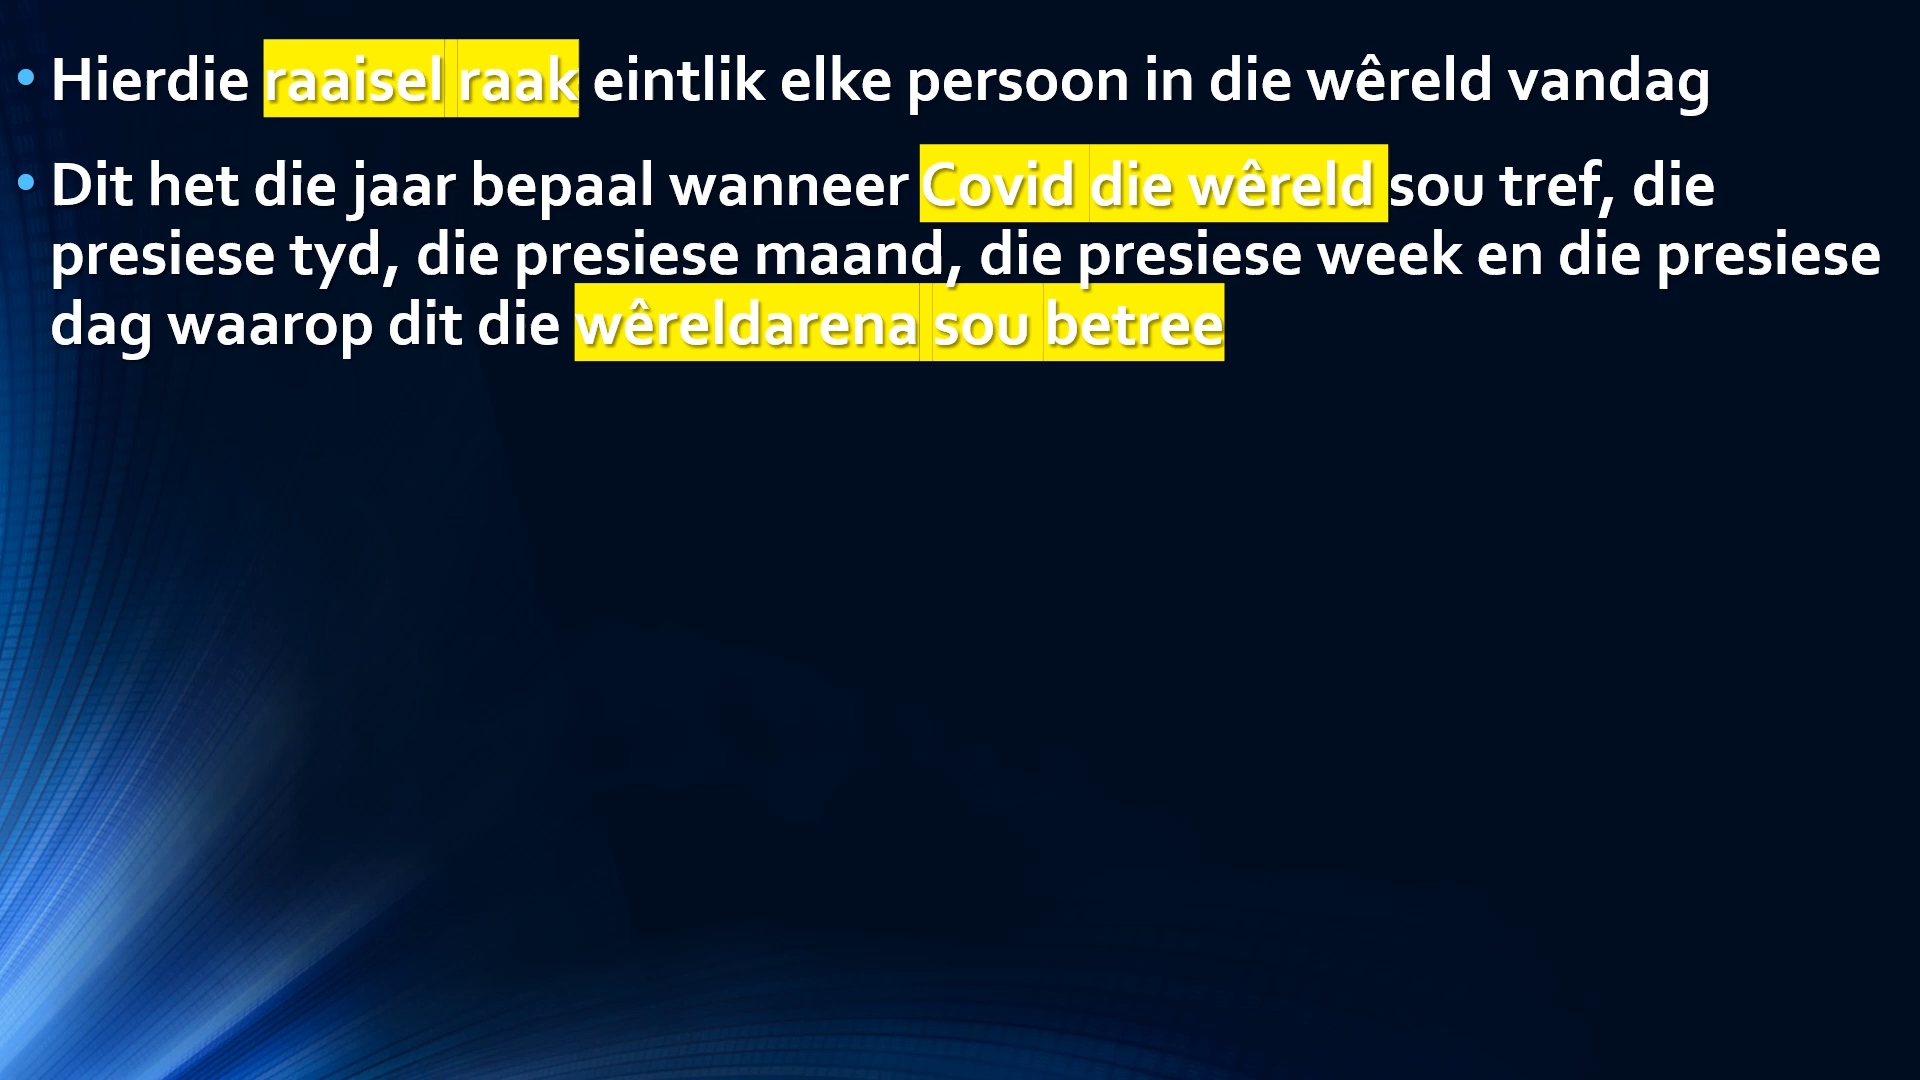 • Hierdie raaisel raak eintlik elke persoon in die wêreld vandag
• Dit het die jaar bepaal wanneer Covid die wêreld sou tref, die
presiese tyd, die presiese maand, die presiese week en die presiese
dag waarop dit die wêreldarena sou betree